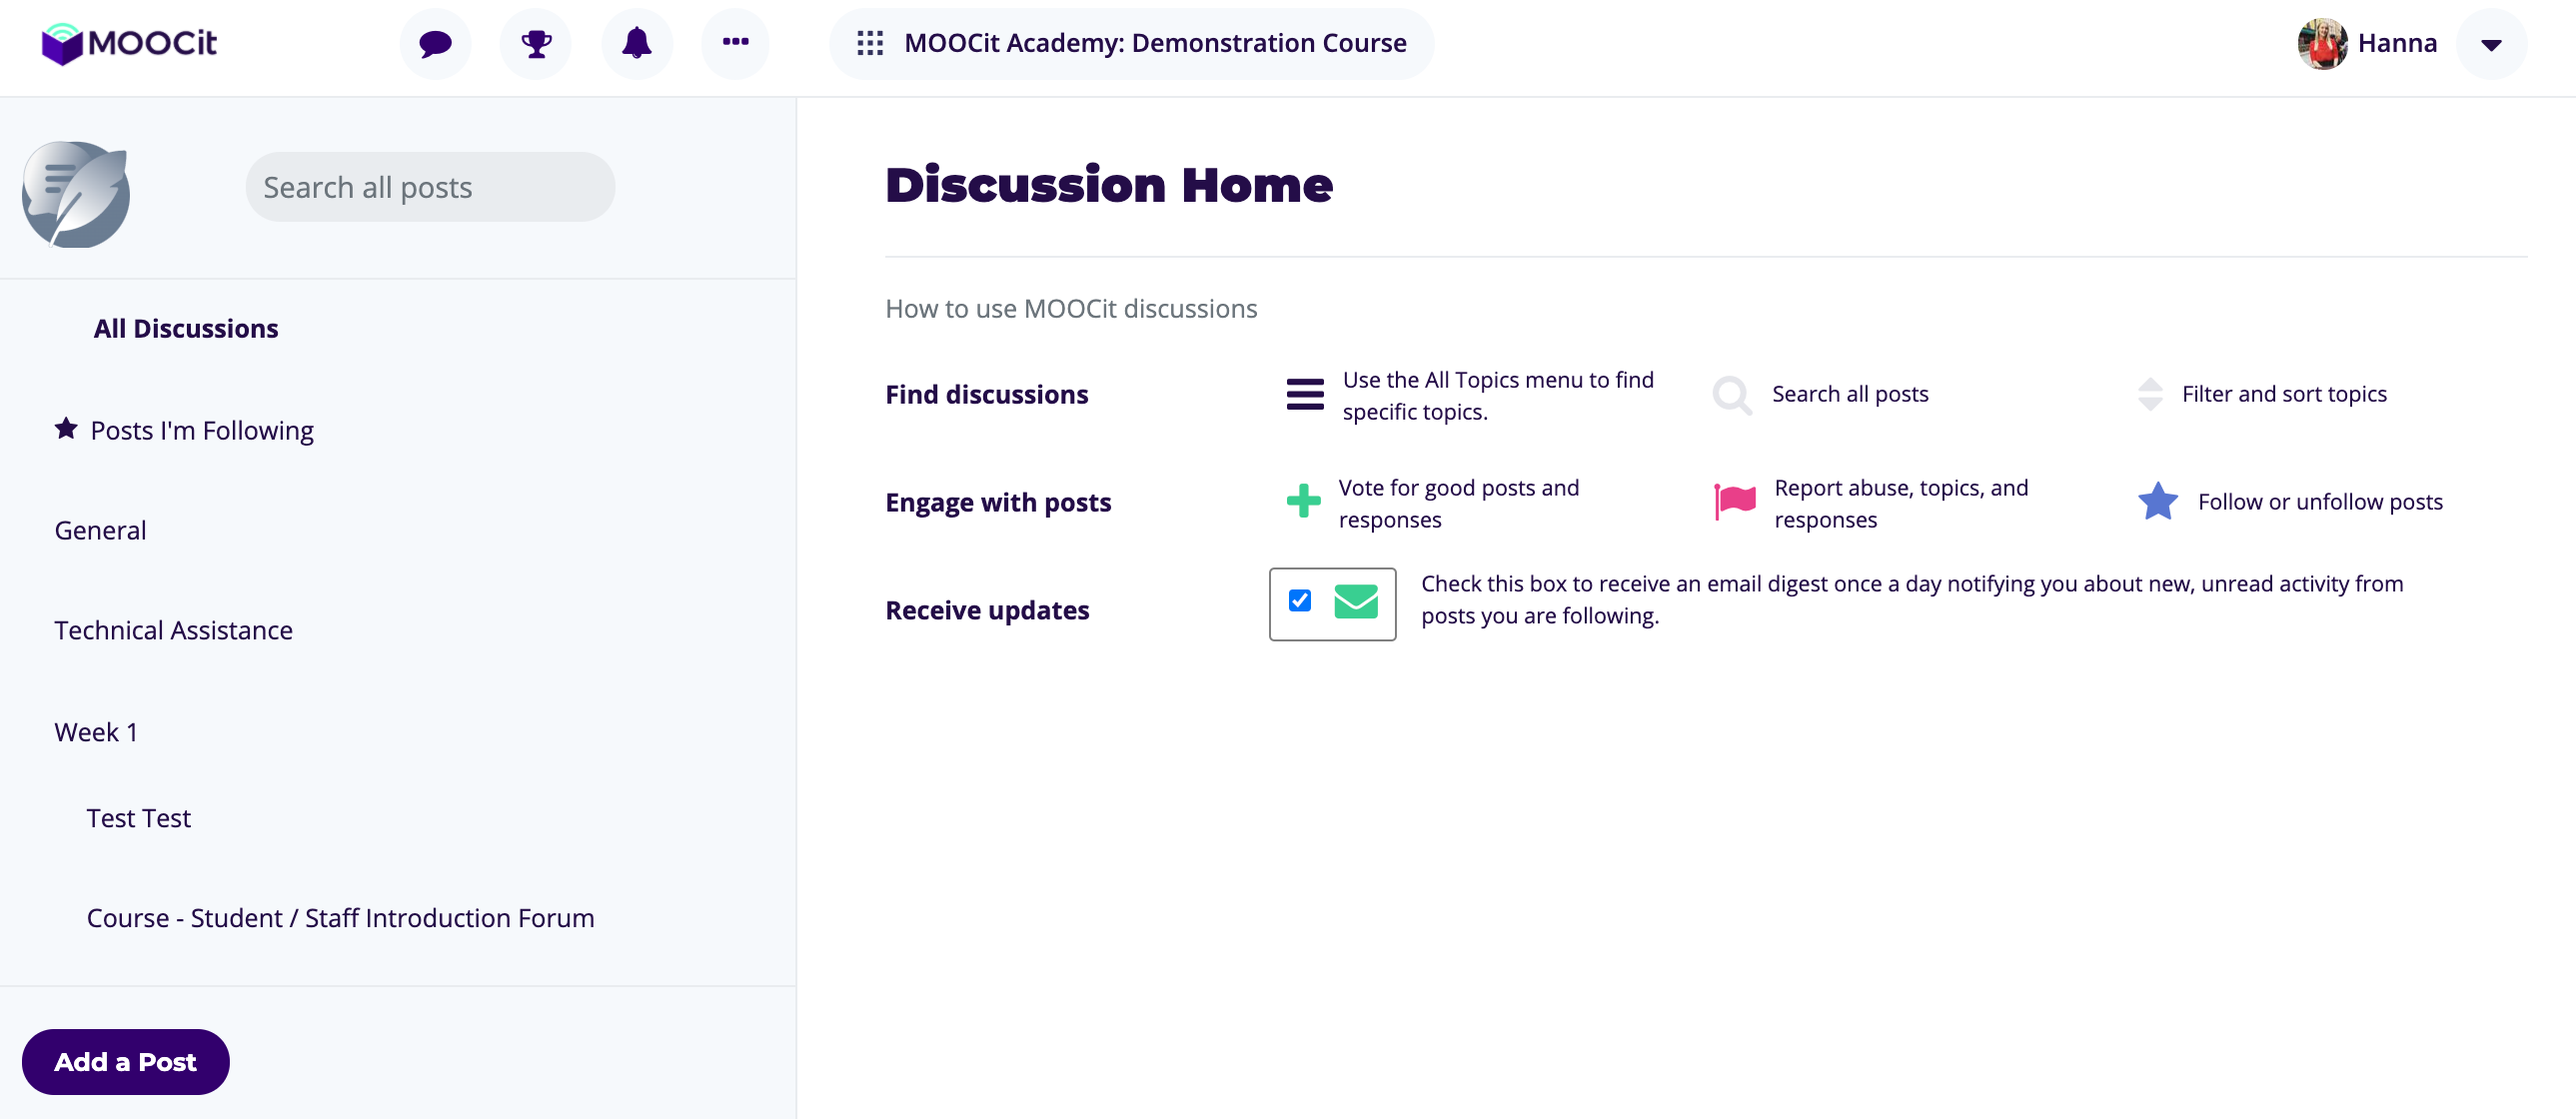 MOOCit
MOOCit Academy: Demonstration Course
Hanna
Search all posts
All Discussions
Posts I'm Following
General
Technical Assistance
Week 1
Test Test
Course - Student / Staff Introduction Forum
Add a Post
Discussion Home
How to use MOOCit discussions
Find discussions
Use the All Topics menu to find
specific topics.
Search all posts
Filter and sort topics
Engage with posts
Vote for good posts and
responses
Report abuse, topics, and
responses
Follow or unfollow posts
Receive updates
Check this box to receive an email digest once a day notifying you about new, unread activity from
posts you are following.